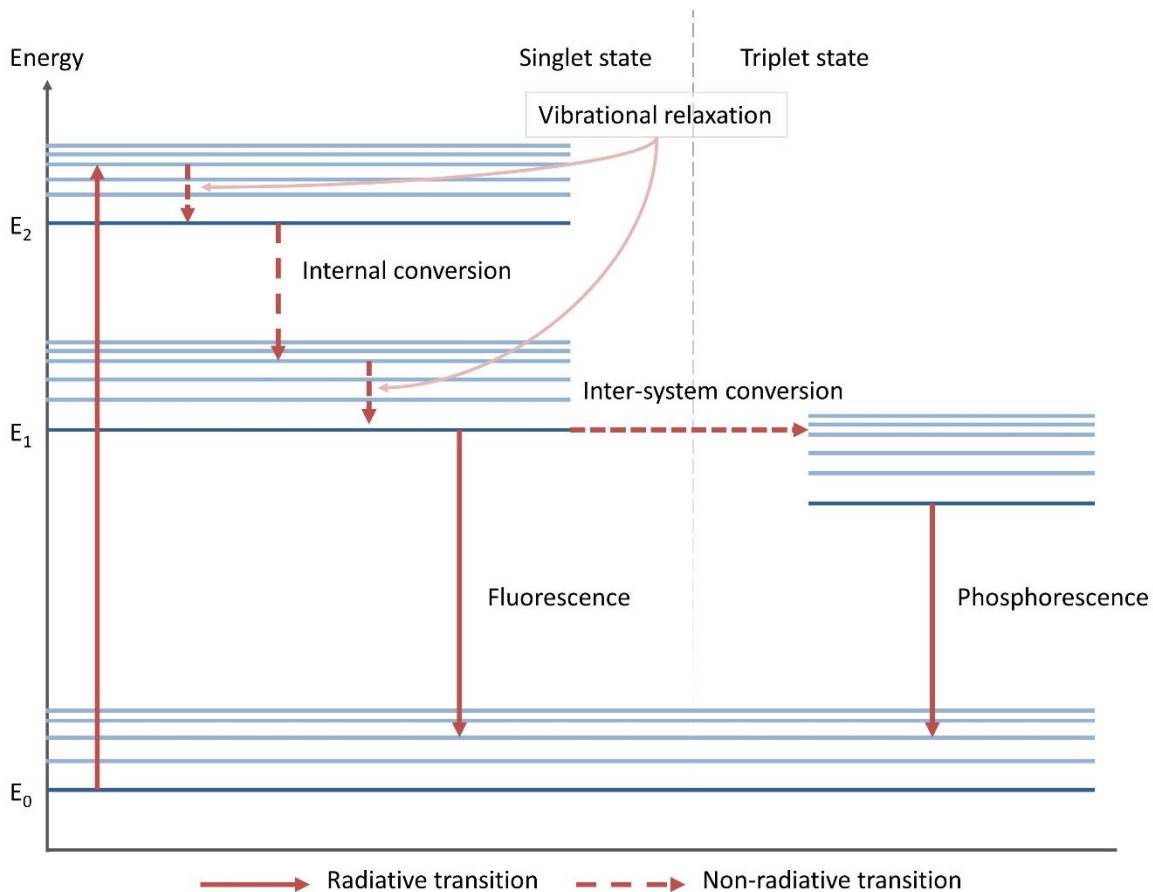 Energy
Singlet state
Triplet state
Vibrational relaxation
E₂
Internal conversion
Inter-system conversion
E₁
Fluorescence
Phosphorescence
E₀
Radiative transition
Non-radiative transition